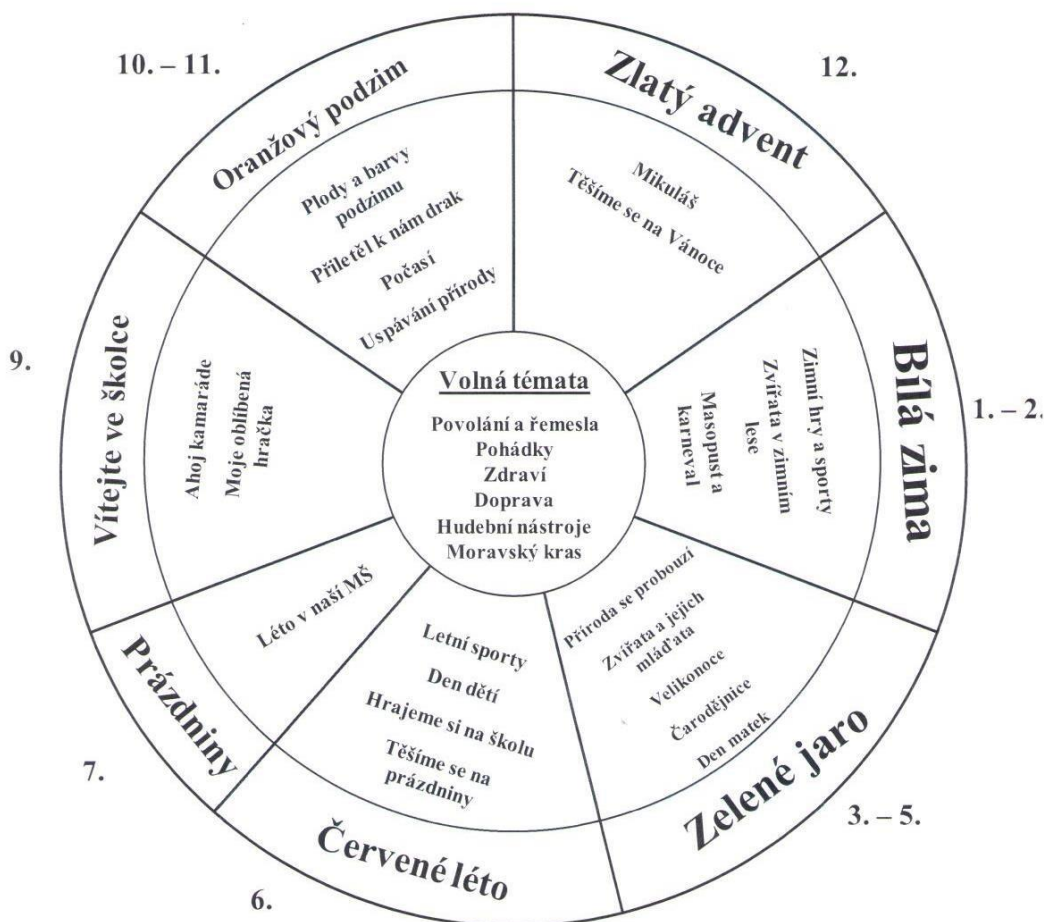 10. – 11.
Oranžový podzim
Plody a barvy
podzimu
Přiletěl k nám drak
Počasí
Uspávání přírody
12.
Zlatý advent
Mikuláš
Těšíme se na Vánoce
1. – 2.
Bílá zima
Zimní hry a sporty
Zvířata v zimním
lese
Masopust a
karneval
3. – 5.
Zelené jaro
Příroda se probouzí
Zvířata a jejich
mláďata
Velikonoce
Čarodějnice
Den matek
6.
Červené léto
Letní sporty
Den dětí
Hrajeme si na školu
Těšíme se na
prázdniny
7.
Prázdniny
Léto v naší MŠ
9.
Vítejte ve školce
Ahoj kamaráde
Moje oblíbená
hračka
Volná témata
Povolání a řemesla
Pohádky
Zdraví
Doprava
Hudební nástroje
Moravský kras